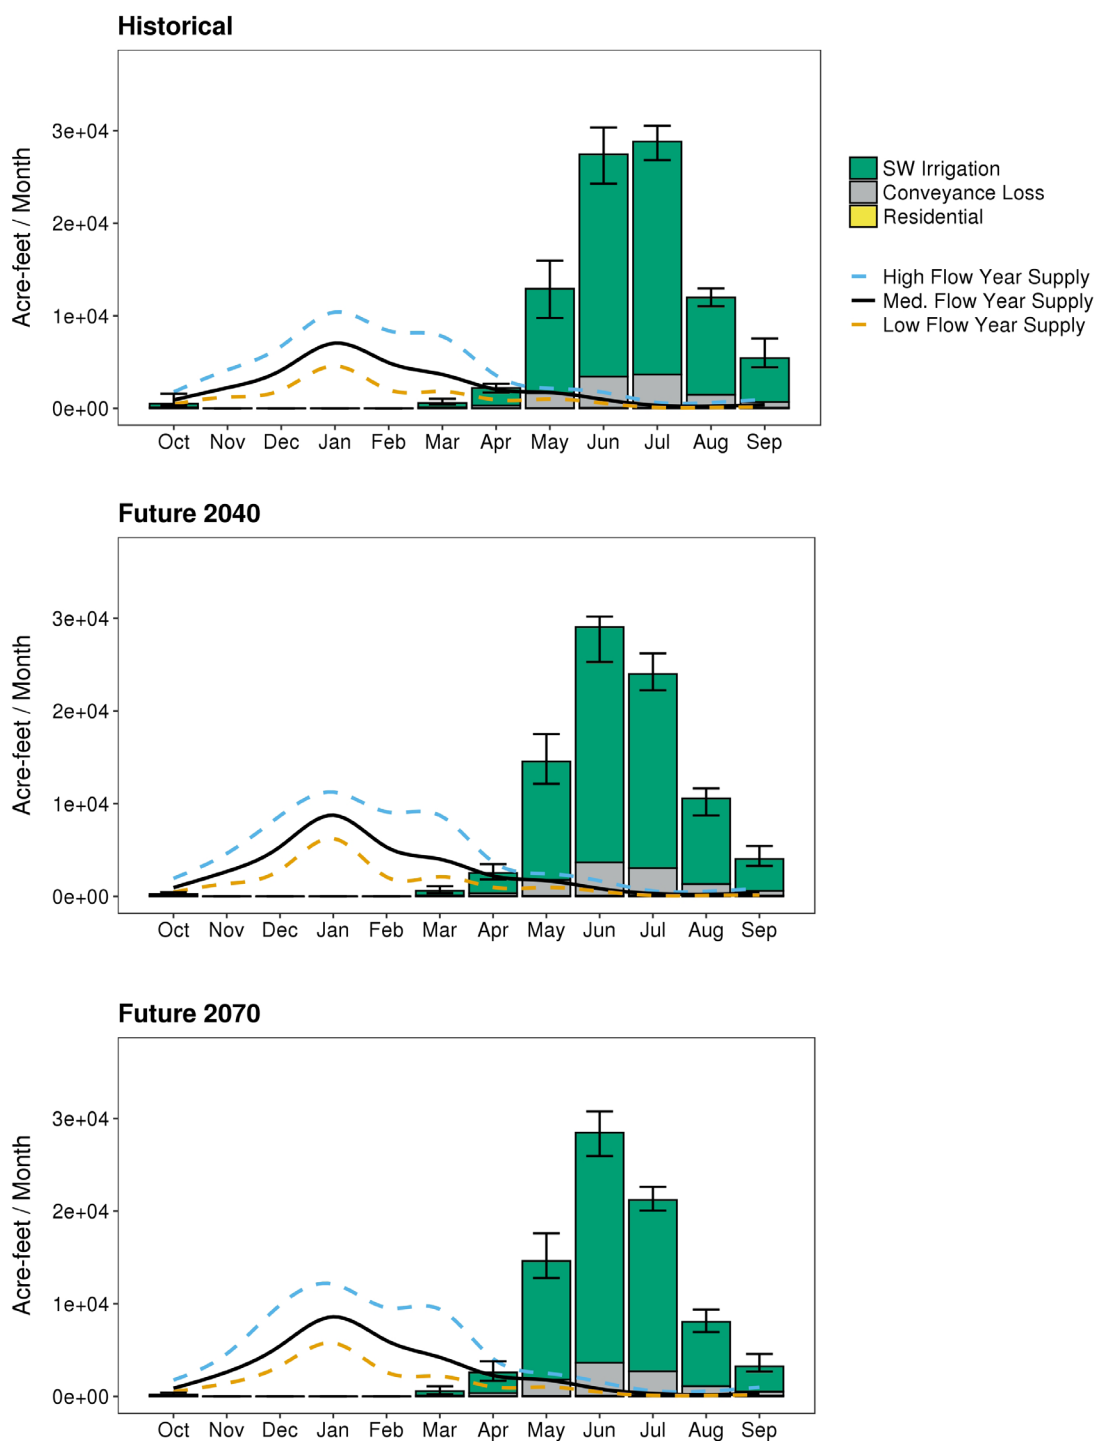 Historical
Acre-feet / Month
3e+04
2e+04
1e+04
0e+00
Oct Nov Dec Jan Feb Mar Apr May Jun Jul Aug Sep
SW Irrigation
Conveyance Loss
Residential
High Flow Year Supply
Med. Flow Year Supply
Low Flow Year Supply
Future 2040
Acre-feet / Month
3e+04
2e+04
1e+04
0e+00
Oct Nov Dec Jan Feb Mar Apr May Jun Jul Aug Sep
Future 2070
Acre-feet / Month
3e+04
2e+04
1e+04
0e+00
Oct Nov Dec Jan Feb Mar Apr May Jun Jul Aug Sep